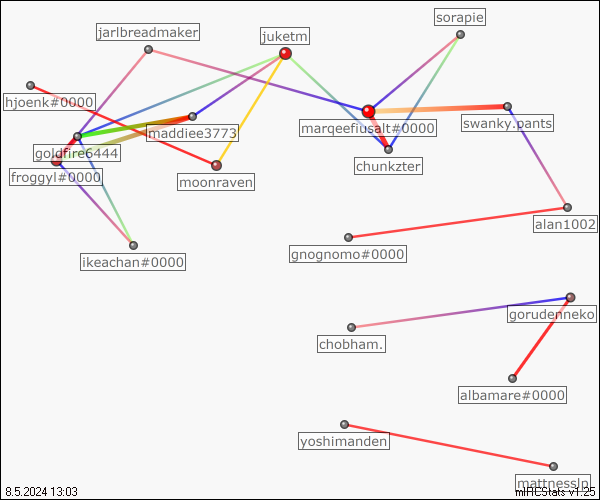 sorapie
jarlbreadmaker
juketm
hjoenk#0000
maddiee3773
marqeefiusalt#0000
swanky.pants
goldfire6444
chunkzter
froggyl#0000
moonraven
alan1002
ikeachan#0000
gnognomo#0000
gorudenneko
chobham.
albamare#0000
yoshimanden
mattnesslp
8.5.2024 13:03
mIRCStats v1.25